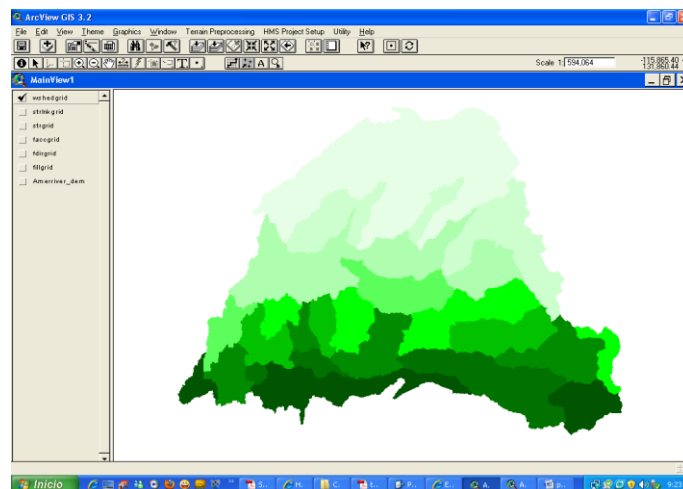 ArcView GIS 3.2
File Edit View Theme Graphics Window Terrain Preprocessing HMS Project Setup Utility Help
Scale 1: 594,064
-115,865.40
131,860.44
MainView1
wshedgrid
strlnkgrid
strgrid
faccgrid
fdirgrid
fillgrid
Amerriver_dem
Inicio S.. H. C. t.. P.. E.. A. A. p.. 9:23